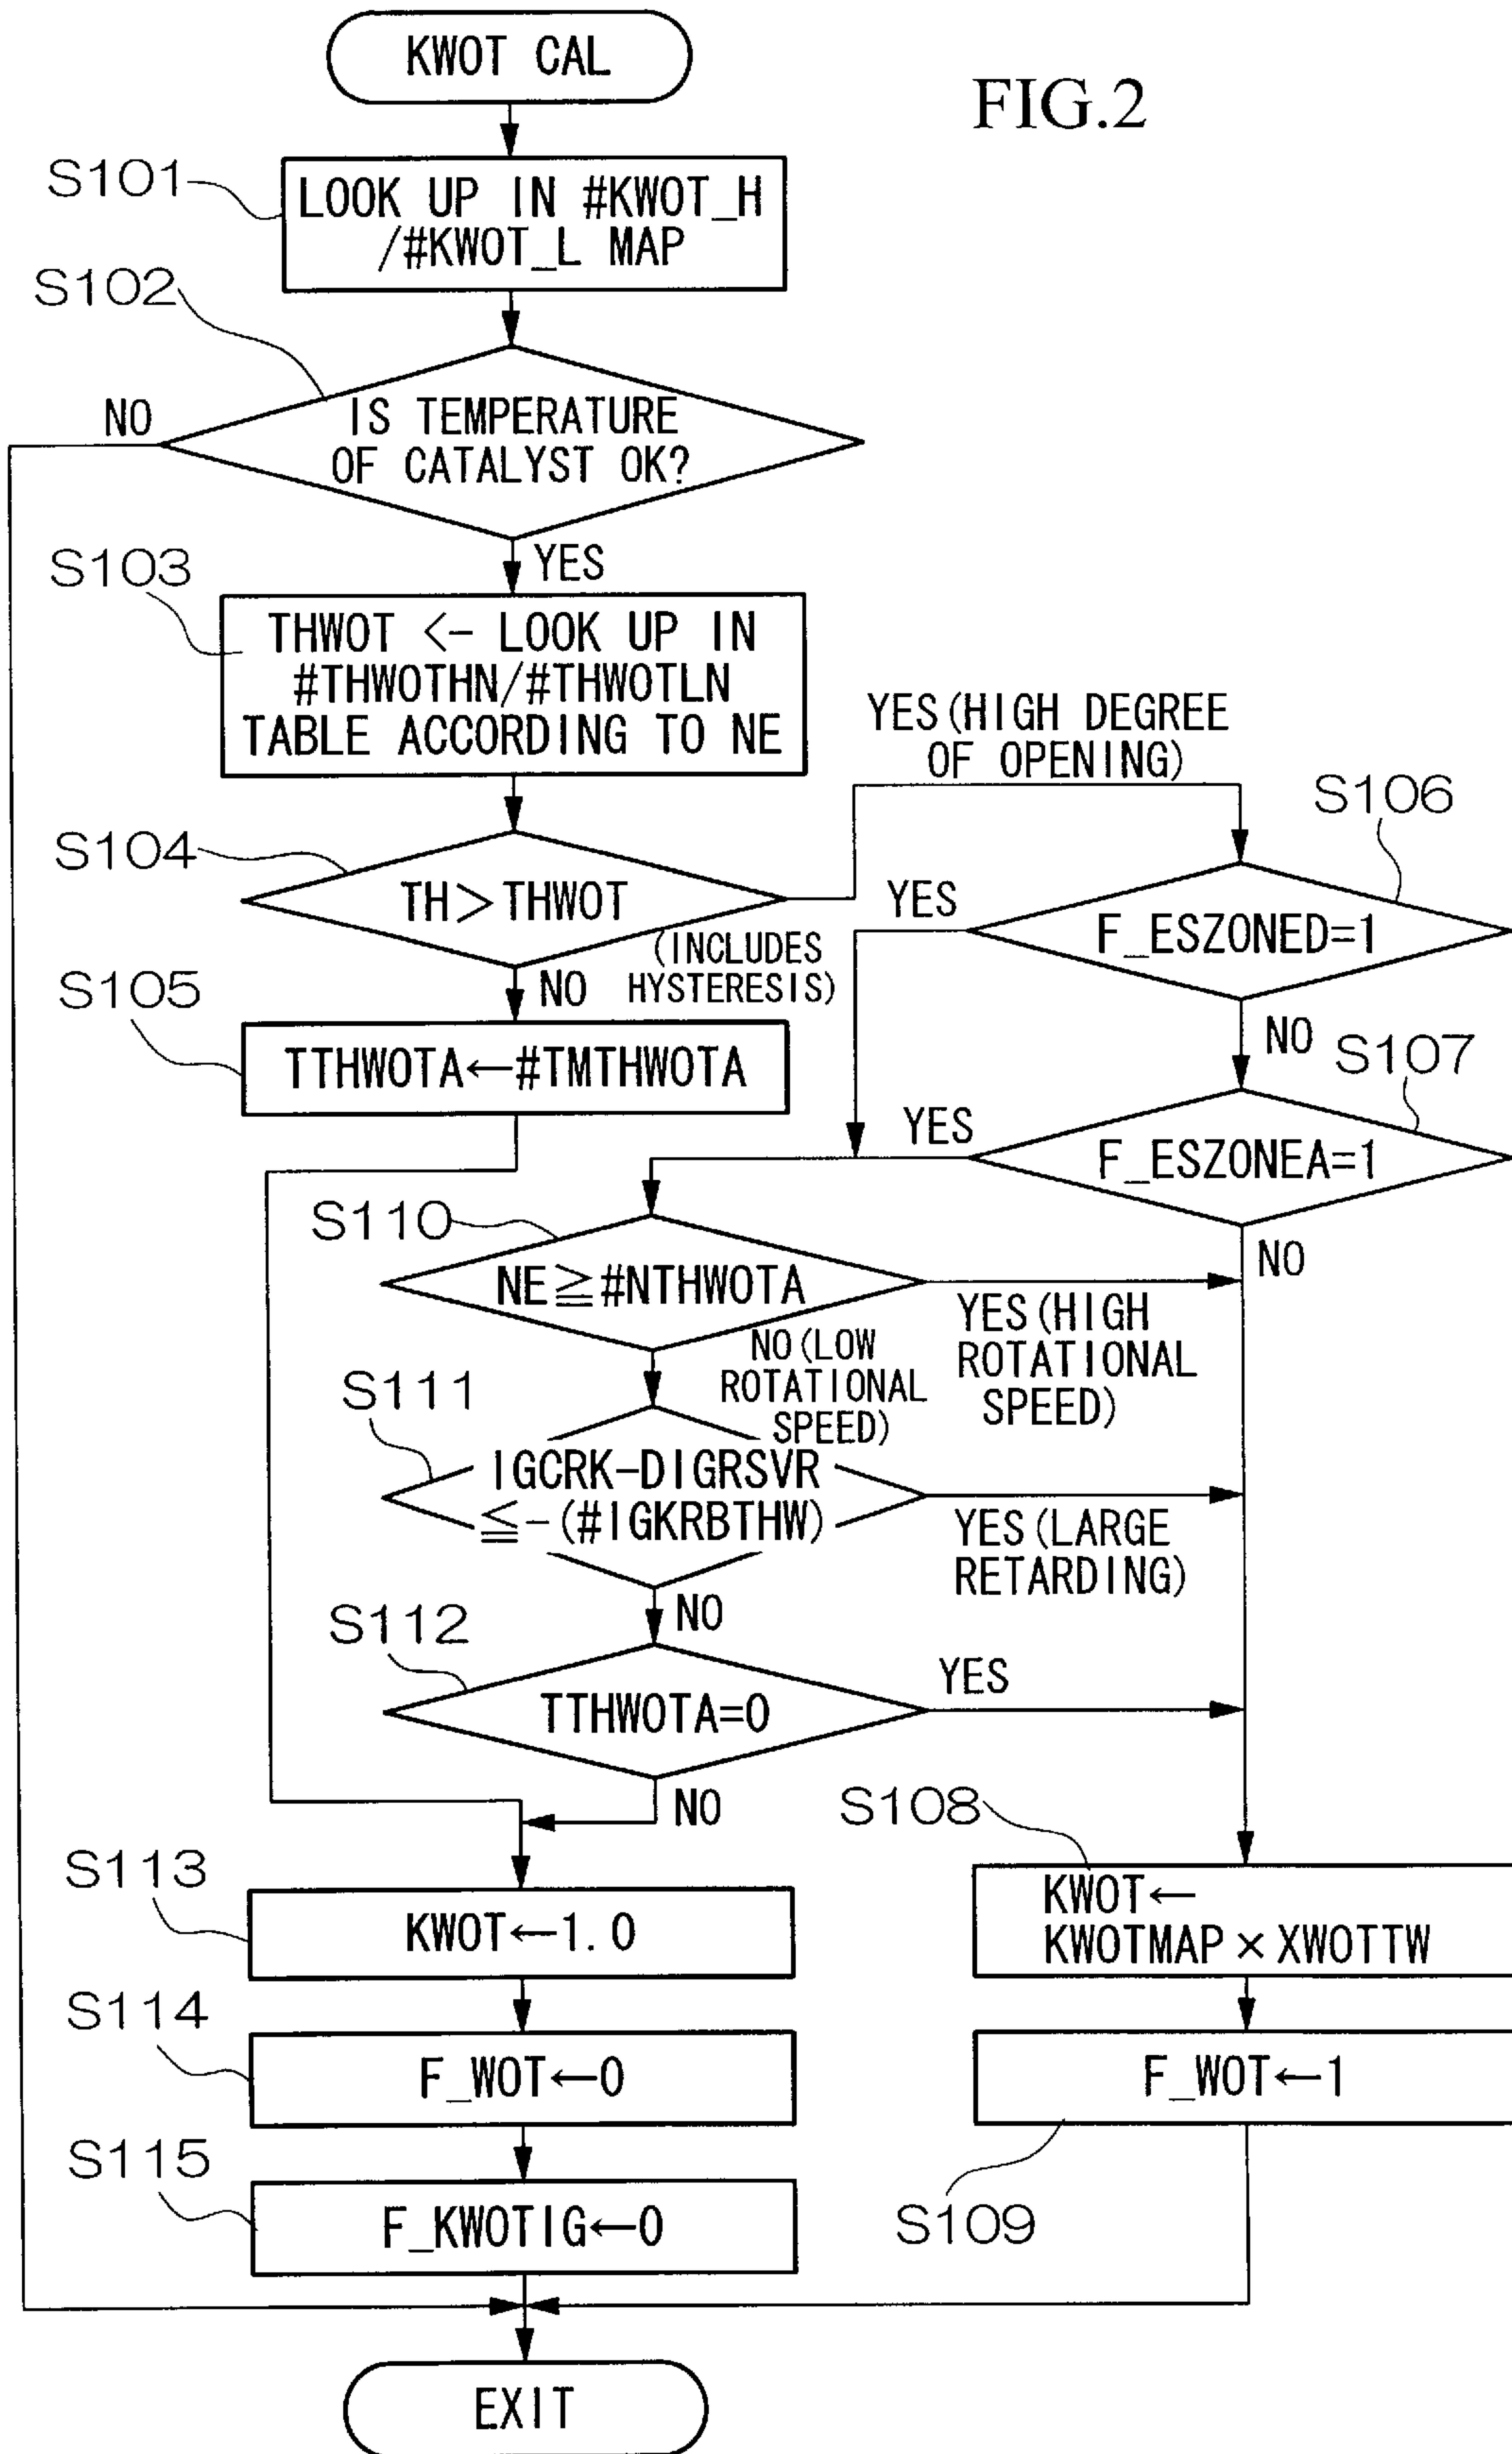 KWOT CAL
FIG.2
S101
LOOK UP IN #KWOT_H
/#KWOT_L MAP
S102
NO
IS TEMPERATURE
OF CATALYST OK?
YES
S103
THWOT <- LOOK UP IN
#THWOTHN/#THWOTLN
TABLE ACCORDING TO NE
YES(HIGH DEGREE
OF OPENING)
S104
TH>THWOT
(INCLUDES
HYSTERESIS)
NO
S106
YES
F_ESZONED=1
NO
S105
TTHWOTA←#TMTHWOTA
S107
YES
F_ESZONEA=1
NO
S110
NE≧#NTHWOTA
YES(HIGH
ROTATIONAL
SPEED)
NO(LOW
ROTATIONAL
SPEED)
S111
IGCRK-DIGRSVR
≦-(#IGKRBTHW)
YES(LARGE
RETARDING)
NO
S112
TTHWOTA=0
YES
NO
S108
KWOT←
KWOTMAP×XWOTTW
S113
KWOT←1.0
S114
F_WOT←0
F_WOT←1
S109
S115
F_KWOTIG←0
EXIT